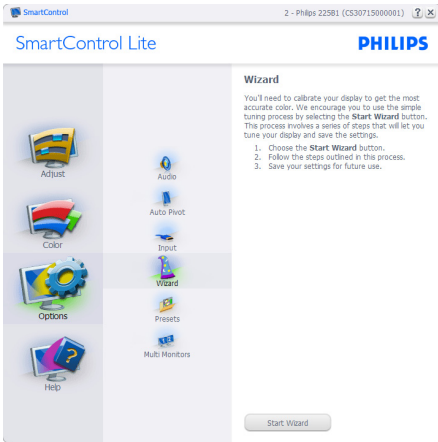 SmartControl
2 - Philips 225B1 (CS30715000001)
?
X
SmartControl Lite
PHILIPS
Adjust
Color
Options
Help
Audio
Auto Pivot
Input
Wizard
Presets
Multi Monitors
Wizard
You'll need to calibrate your display to get the most
accurate color. We encourage you to use the simple
tuning process by selecting the Start Wizard button.
This process involves a series of steps that will let you
tune your display and save the settings.
1. Choose the Start Wizard button.
2. Follow the steps outlined in this process.
3. Save your settings for future use.
Start Wizard